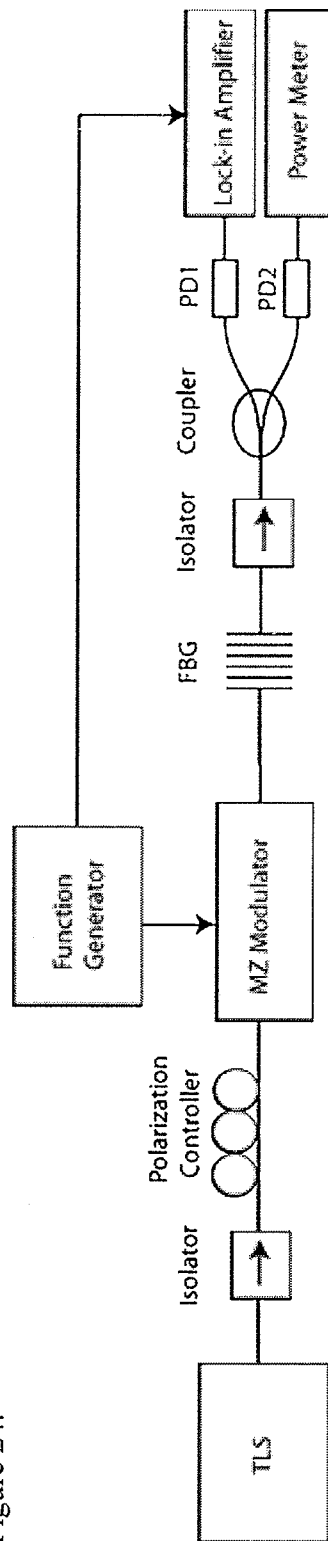 TLS
Isolator
Polarization
Controller
MZ Modulator
Function
Generator
FBG
Isolator
Coupler
PD1
PD2
Lock-in Amplifier
Power Meter